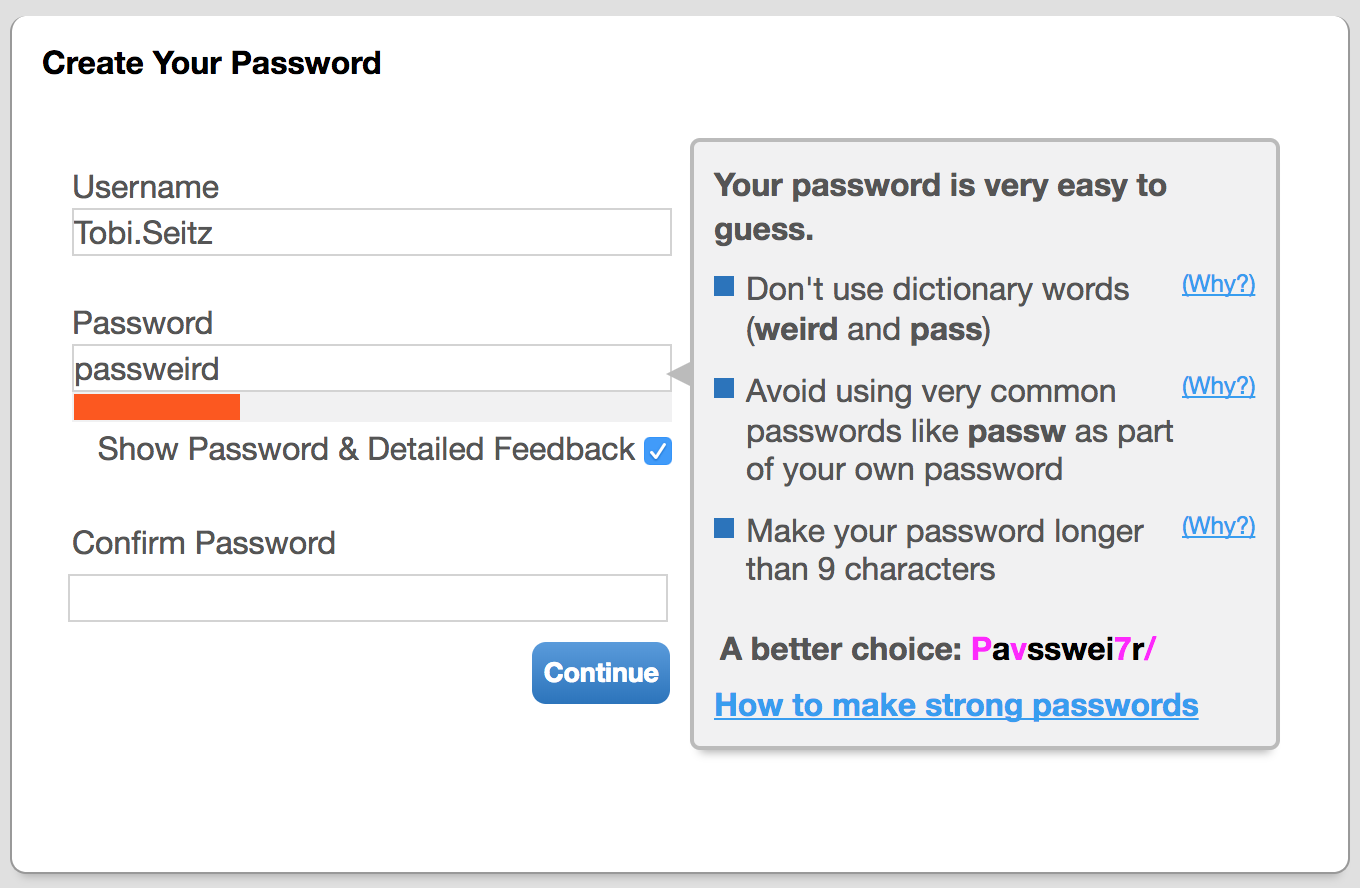 Create Your Password
Username
Tobi.Seitz
Password
passweird
Show Password & Detailed Feedback
Confirm Password
Continue
Your password is very easy to
guess.
Don't use dictionary words (Why?)
(weird and pass)
Avoid using very common (Why?)
passwords like passw as part
of your own password
Make your password longer (Why?)
than 9 characters
A better choice: Pavsswei7r/
How to make strong passwords